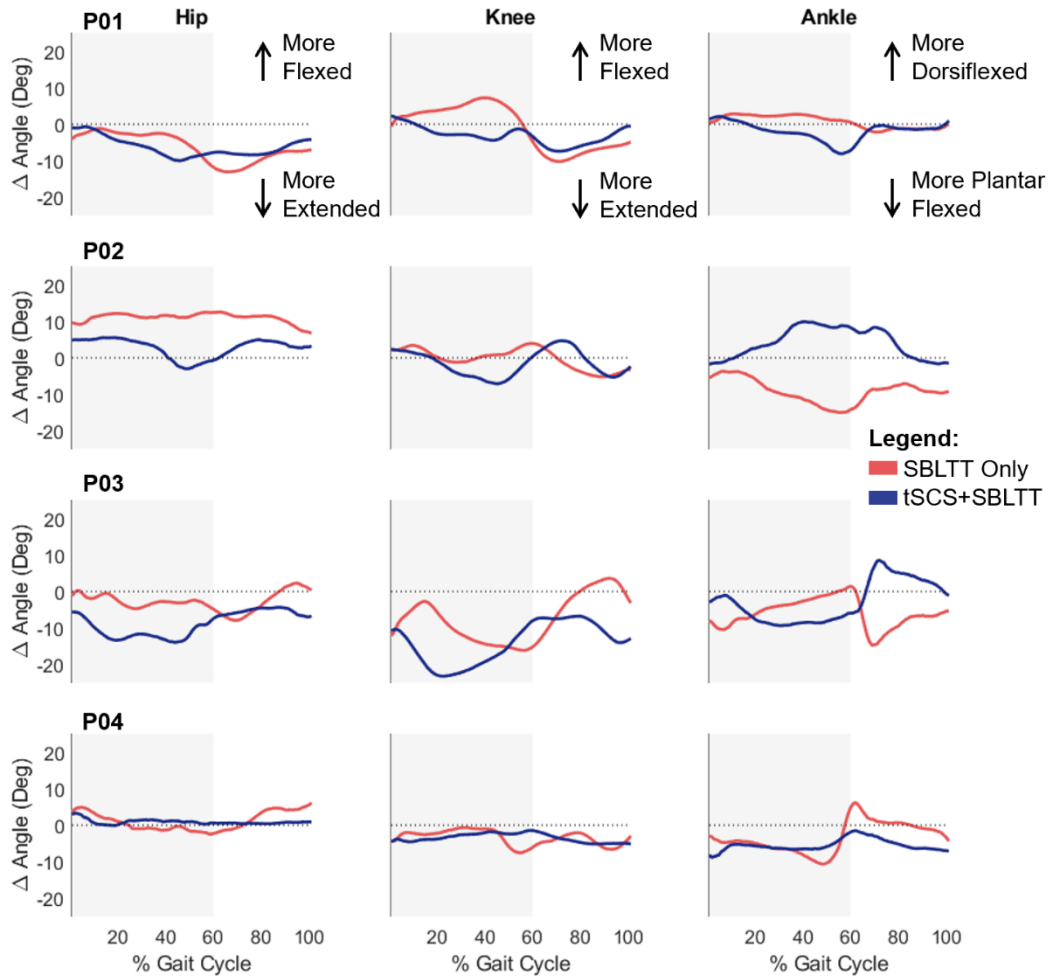 P01
Hip
Knee
Ankle
Δ Angle (Deg)
20
10
0
-10
-20
More
Flexed
More
Extended
More
Flexed
More
Extended
More
Dorsiflexed
More Plantar
Flexed
P02
Δ Angle (Deg)
20
10
0
-10
-20
Legend:
SBLTT Only
tSCS+SBLTT
P03
Δ Angle (Deg)
20
10
0
-10
-20
P04
Δ Angle (Deg)
20
10
0
-10
-20
20 40 60 80 100
20 40 60 80 100
20 40 60 80 100
% Gait Cycle
% Gait Cycle
% Gait Cycle